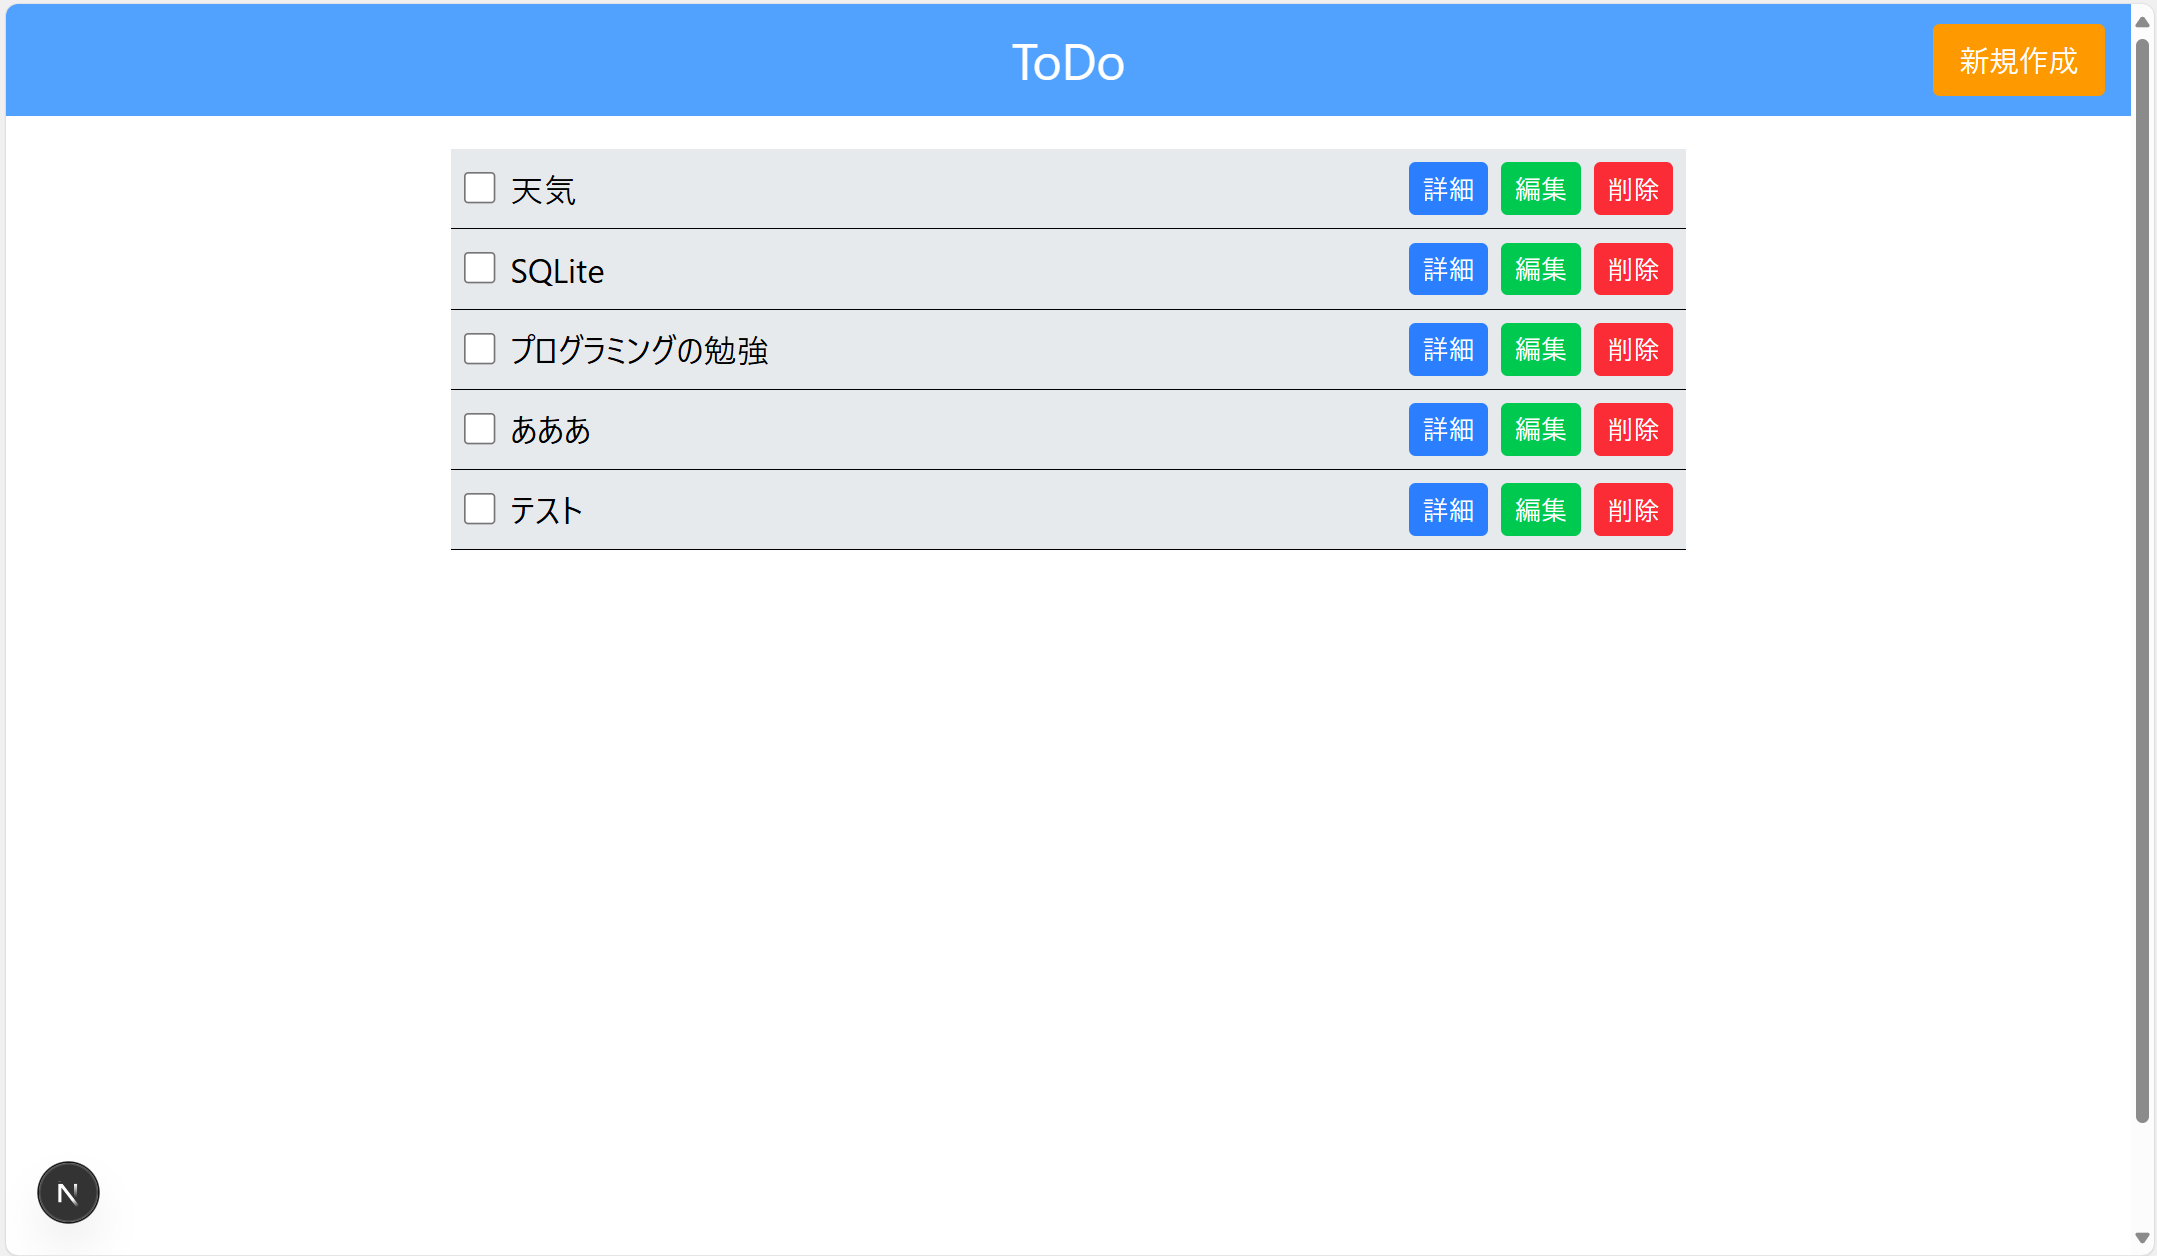 ToDo
新規作成
天気 詳細 編集 削除
SQLite 詳細 編集 削除
プログラミングの勉強 詳細 編集 削除
あああ 詳細 編集 削除
テスト 詳細 編集 削除
N